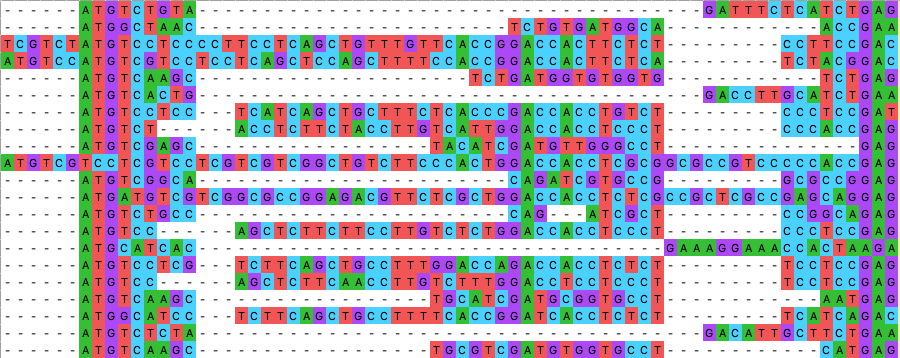 ------ATGTCTGTA---------------------------------------GATTTCTCATCTGAG
------ATGGCTAAC------------------------TCTGTGATGGCA------------ACCGAA
TCGTCTATGTCCTCCCCTTCCTCAGCTGTTTGTTCACCGGACCACTTCTCT---------CCTTCCGAC
ATGTCCATGTCGTCCTCCTCAGCTCCAGCTTTTCCACCGGACCACTTCTCA---------TCTACGGAC
------ATGTCAAGC---------------------TCTGATGGTGTGGTG------------TCTGAG
------ATGTCACTG---------------------------------------GACCTTGCATCTGAA
------ATGTCCTCC---TCATCAGCTGCTTTCTCACCCGACCACCTGTCT---------CCCTCCGAT
------ATGTCT------ACCTCTTCTACCTTGTCATTGGACCACCTCCCT---------CCCACCGAG
------ATGTCGAGC------------------TACATCGATGTTGGGCCT---------------GAG
ATGTCGTCCTCGTCCTCGTCGTCGGCTGTCTTCCCACTGGACCACCTCGCGGCGCCGTCCCCCACCGAG
------ATGTCGGCA------------------------CAGATCGTGCCG---------GCGCCGGAG
------ATGATGTCGTCGGCGCCGGAGACGTTCTCGCTGGACCACCTCTCGCCGCTCGCCGAGCAGGAG
------ATGTCTGCC------------------------CAG---ATCGCT---------CCGGCAGAG
------ATGTCC------AGCTCTTCTTCCTTGTCTCTGGACCACCTCCCT---------CCCTCCGAG
------ATGCATCAC------------------------------------GAAAGGAAACCACTAAGA
------ATGTCCTCG---TCTTCAGCTGCCTTTGGACCAGACCACCTCTCT---------TCCTCCGAG
------ATGTCC------AGCTCTTCAACCTTGTCTTTGGACCTCCTCCCT---------TCCTCCGAG
------ATGTCAAGC------------------TGCATCGATGCGGTGCCT------------AATGAG
------ATGGCATCC---TCTTCAGCTGCCTTTTCACCGGATCACCTCTCT---------TCATCAGAC
------ATGTCTCTA---------------------------------------GACATTGCTTCTGAA
------ATGTCAAGC------------------TGCGTCGATGTGGTGCCT------------CATGAG